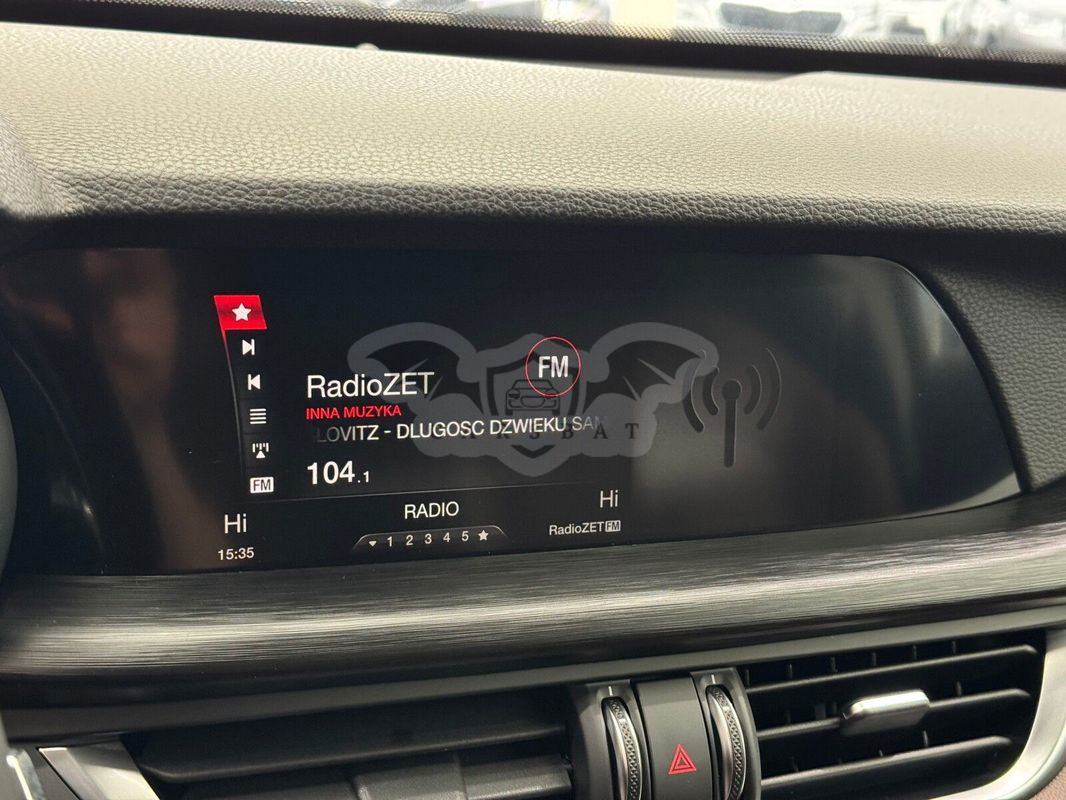 FM
RadioZET
INNA MUZYKA
LOVITZ - DLUGOSC DZWIEKU SAM
CARSBAT
104.1
FM
RADIO
Hi
Hi
1 2 3 4 5
RadioZET FM
15:35